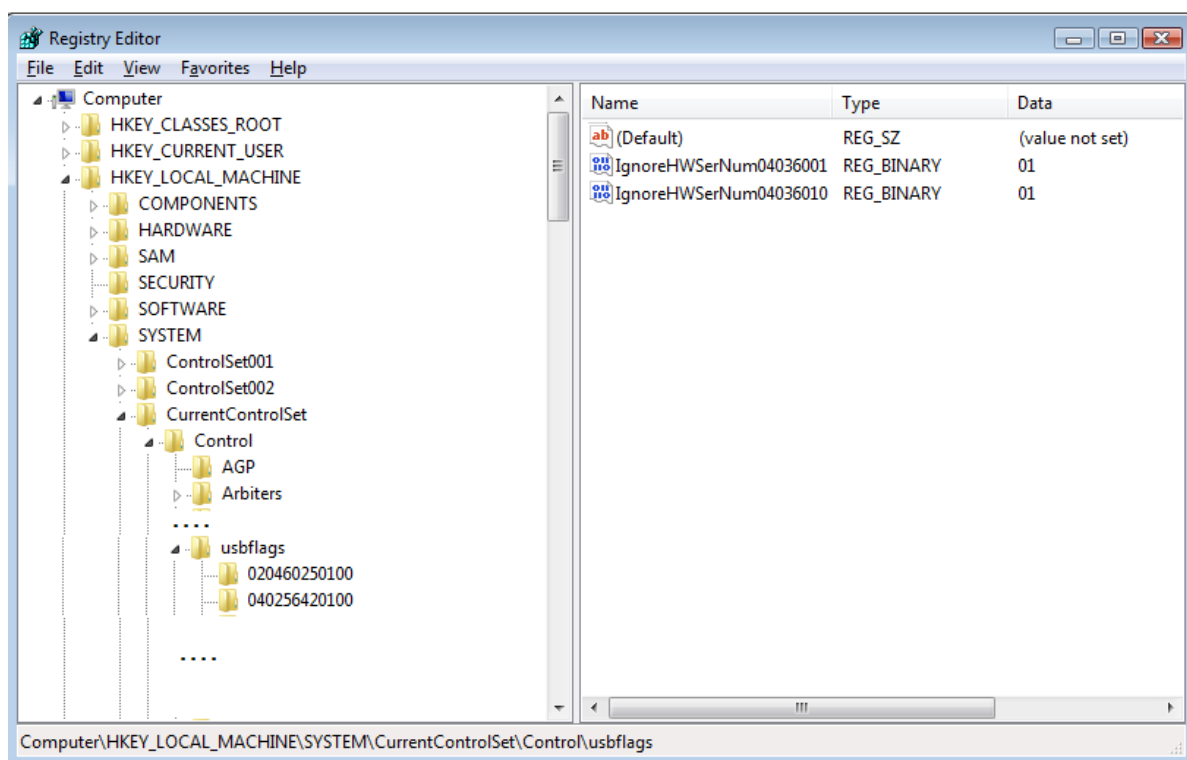 Registry Editor
File Edit View Favorites Help
Computer
HKEY_CLASSES_ROOT
HKEY_CURRENT_USER
HKEY_LOCAL_MACHINE
COMPONENTS
HARDWARE
SAM
SECURITY
SOFTWARE
SYSTEM
ControlSet001
ControlSet002
CurrentControlSet
Control
AGP
Arbiters
....
usbflags
020460250100
040256420100
....
Name Type Data
(Default) REG_SZ (value not set)
IgnoreHWSerNum04036001 REG_BINARY 01
IgnoreHWSerNum04036010 REG_BINARY 01
Computer\HKEY_LOCAL_MACHINE\SYSTEM\CurrentControlSet\Control\usbflags